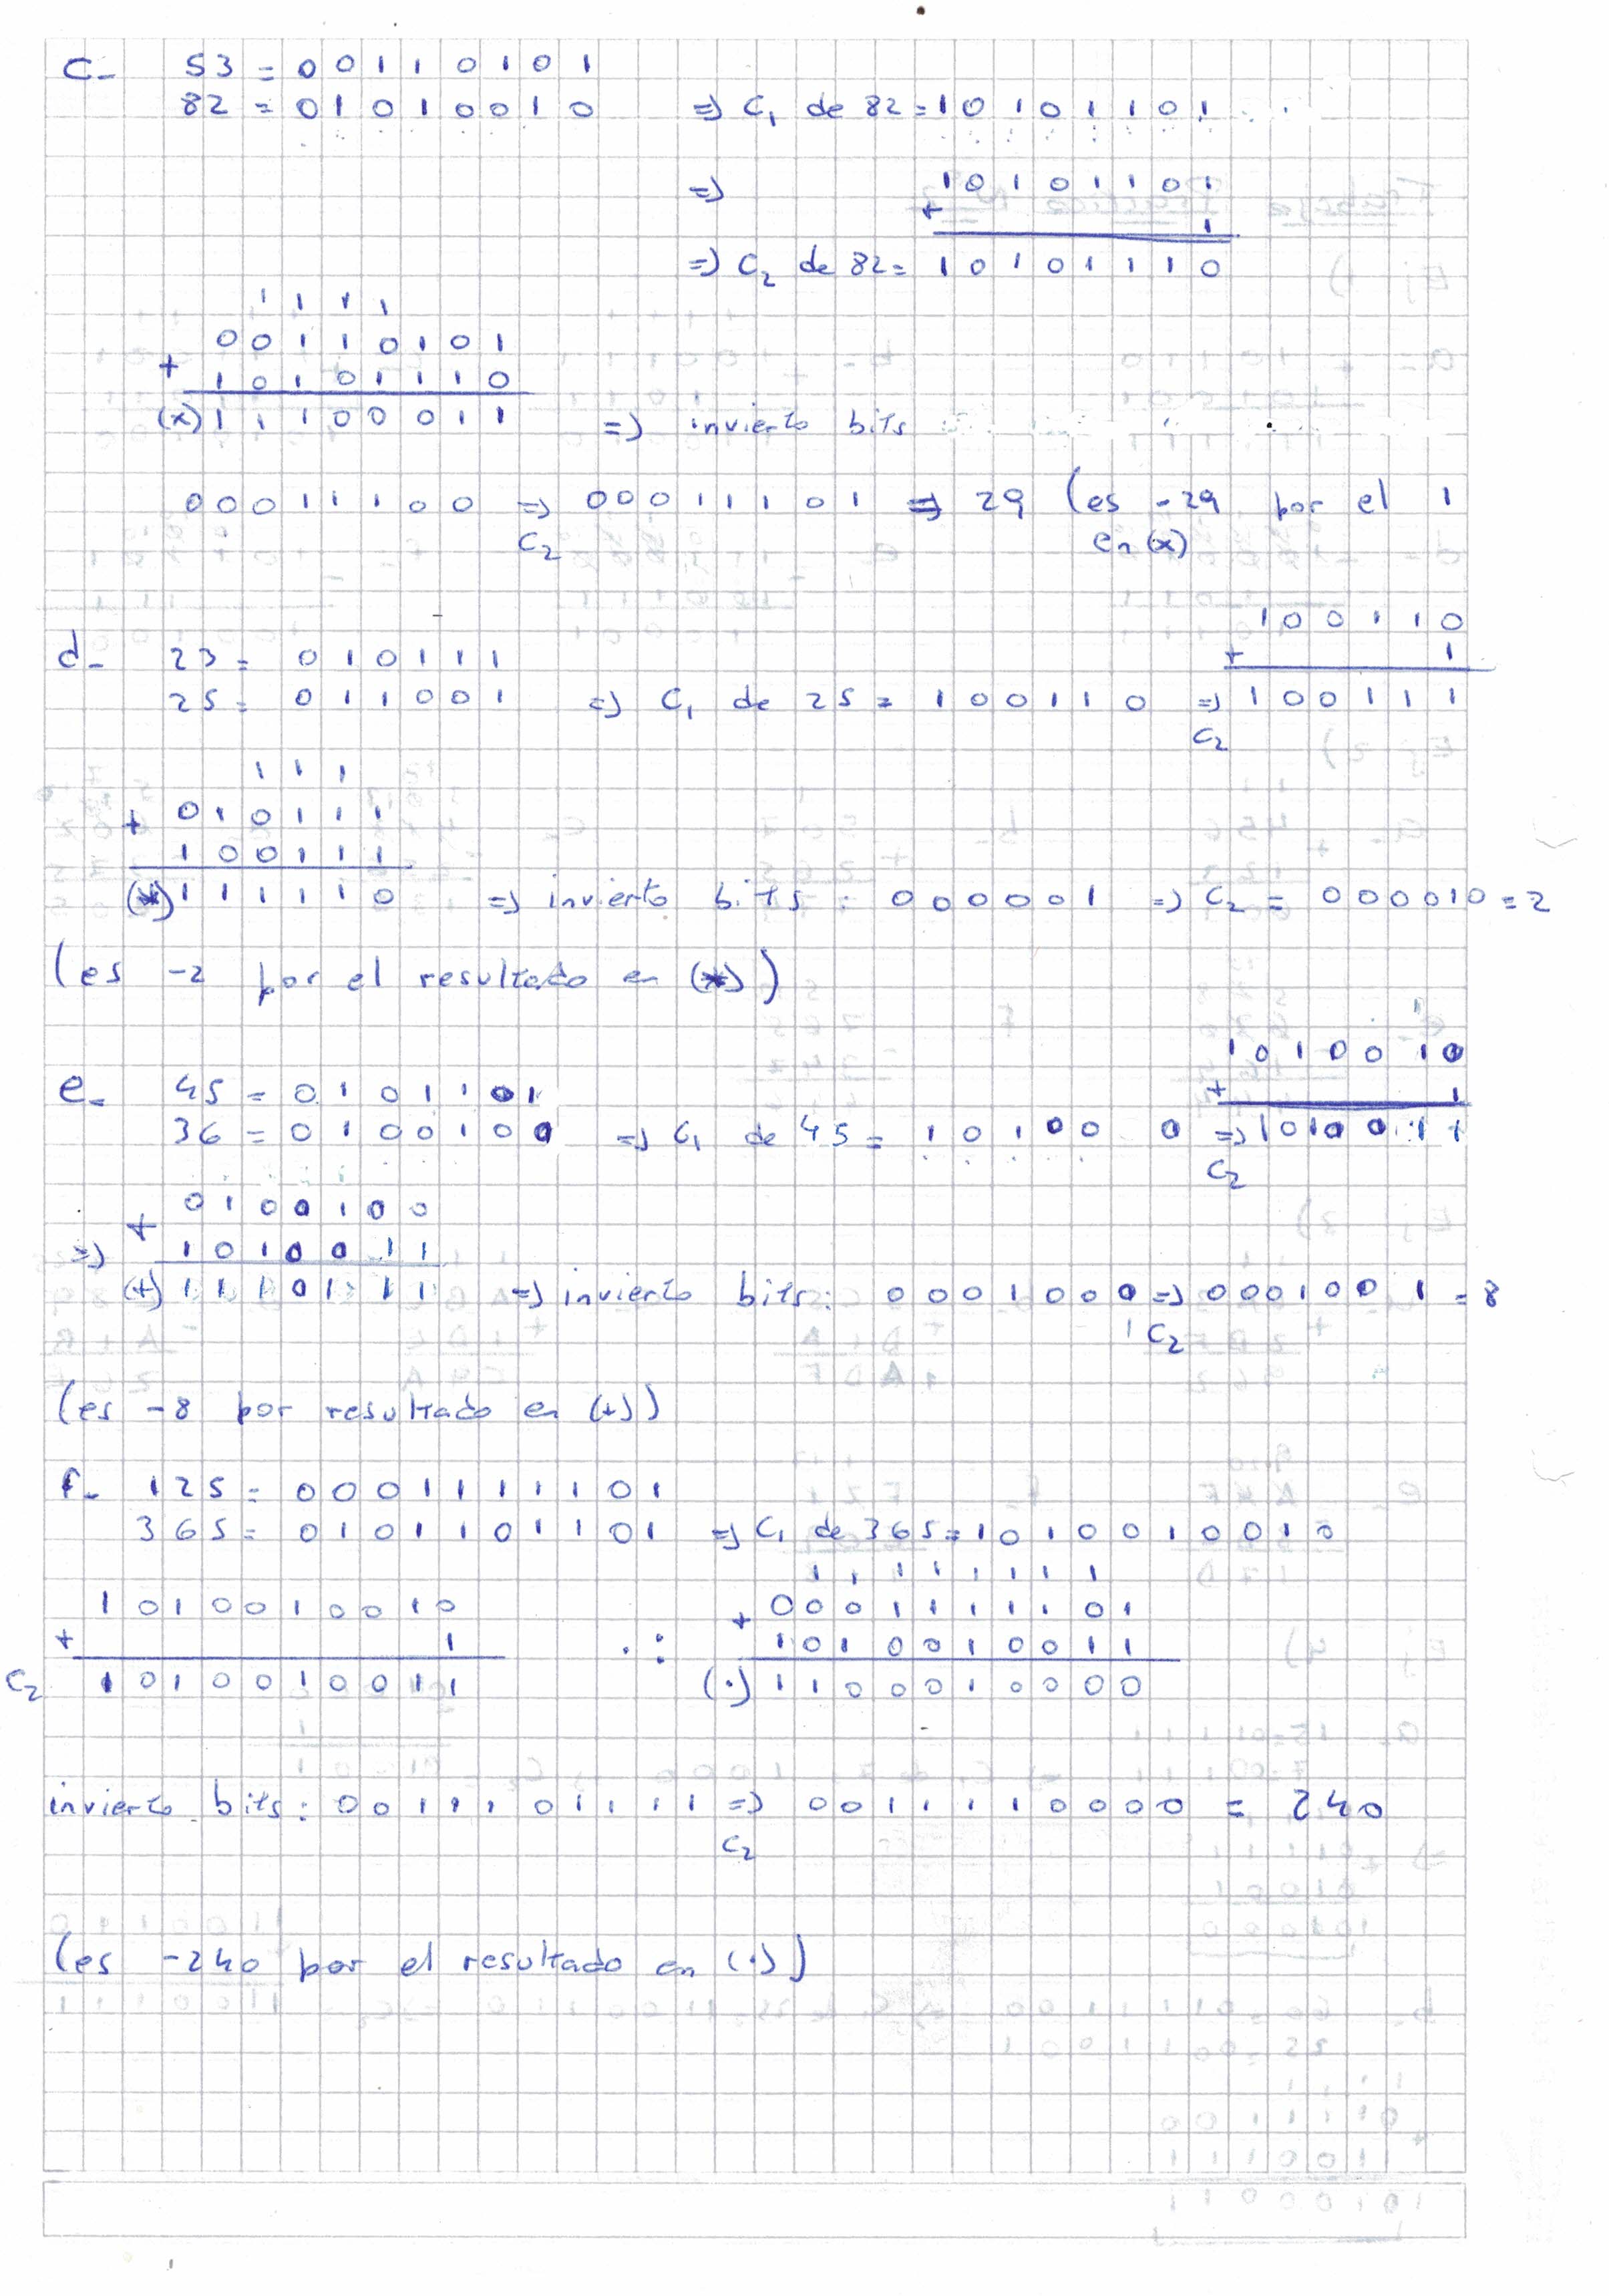 C- 53 = 0 0 1 1 0 1 0 1
82 = 0 1 0 1 0 0 1 0 => C₁ de 82 = 1 0 1 0 1 1 0 1
=> 1 0 1 0 1 1 0 1
+ 1
=> C₂ de 82 = 1 0 1 0 1 1 1 0
1 1 1 1
0 0 1 1 0 1 0 1
+ 1 0 1 0 1 1 1 0
(x) 1 1 1 0 0 0 1 1 => invierto bits
0 0 0 1 1 1 0 0 => C₂ 0 0 0 1 1 1 0 1 => 29 (es -29 por el 1
en (x)
1 0 0 1 1 0
+ 1
d- 23 = 0 1 0 1 1 1
25 = 0 1 1 0 0 1 => C₁ de 25 = 1 0 0 1 1 0 => C₂ 1 0 0 1 1 1
1 1 1
+ 0 1 0 1 1 1
1 0 0 1 1 1
(*) 1 1 1 1 1 0 => invierto bits : 0 0 0 0 0 1 => C₂ = 0 0 0 0 1 0 = 2
(es -2 por el resultado en (*))
1 0 1 0 0 1 0
+ 1
e- 45 = 0 1 0 1 1 0 1
36 = 0 1 0 0 1 0 0 => C₁ de 45 = 1 0 1 0 0 0 => C₂ 1 0 1 0 0 1 1
0 1 0 0 1 0 0
=> + 1 0 1 0 0 1 1
(+) 1 1 1 0 1 1 1 => invierto bits: 0 0 0 1 0 0 0 => C₂ 0 0 0 1 0 0 1 = 8
(es -8 por resultado en (+))
f- 125 = 0 0 0 1 1 1 1 1 0 1
365 = 0 1 0 1 1 0 1 1 0 1 => C₁ de 365 = 1 0 1 0 0 1 0 0 1 0
1 1 1 1 1 1 1 1
1 0 1 0 0 1 0 0 1 0 + 0 0 0 1 1 1 1 1 0 1
+ 1 ∴ 1 0 1 0 0 1 0 0 1 1
C₂ 1 0 1 0 0 1 0 0 1 1 (·) 1 1 0 0 0 1 0 0 0 0
invierto bits: 0 0 1 1 1 0 1 1 1 1 => C₂ 0 0 1 1 1 1 0 0 0 0 = 240
(es -240 por el resultado en (·))